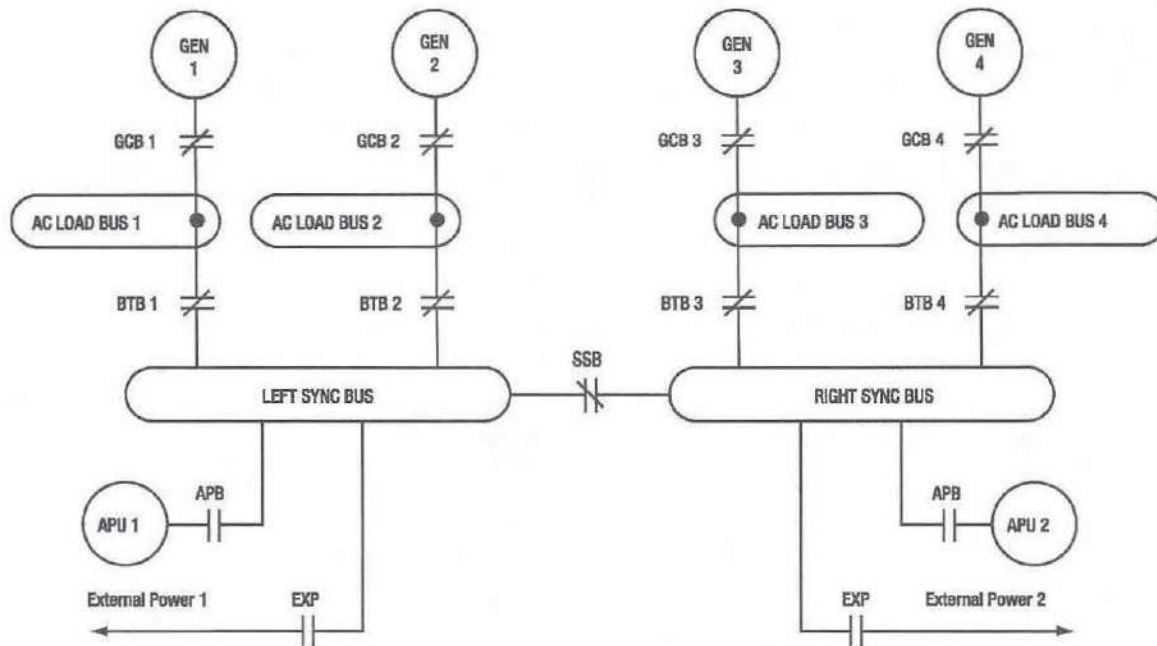 GEN
1
GEN
2
GEN
3
GEN
4
GCB 1
GCB 2
GCB 3
GCB 4
AC LOAD BUS 1
AC LOAD BUS 2
AC LOAD BUS 3
AC LOAD BUS 4
BTB 1
BTB 2
BTB 3
BTB 4
SSB
LEFT SYNC BUS
RIGHT SYNC BUS
APB
APB
APU 1
APU 2
External Power 1
EXP
EXP
External Power 2